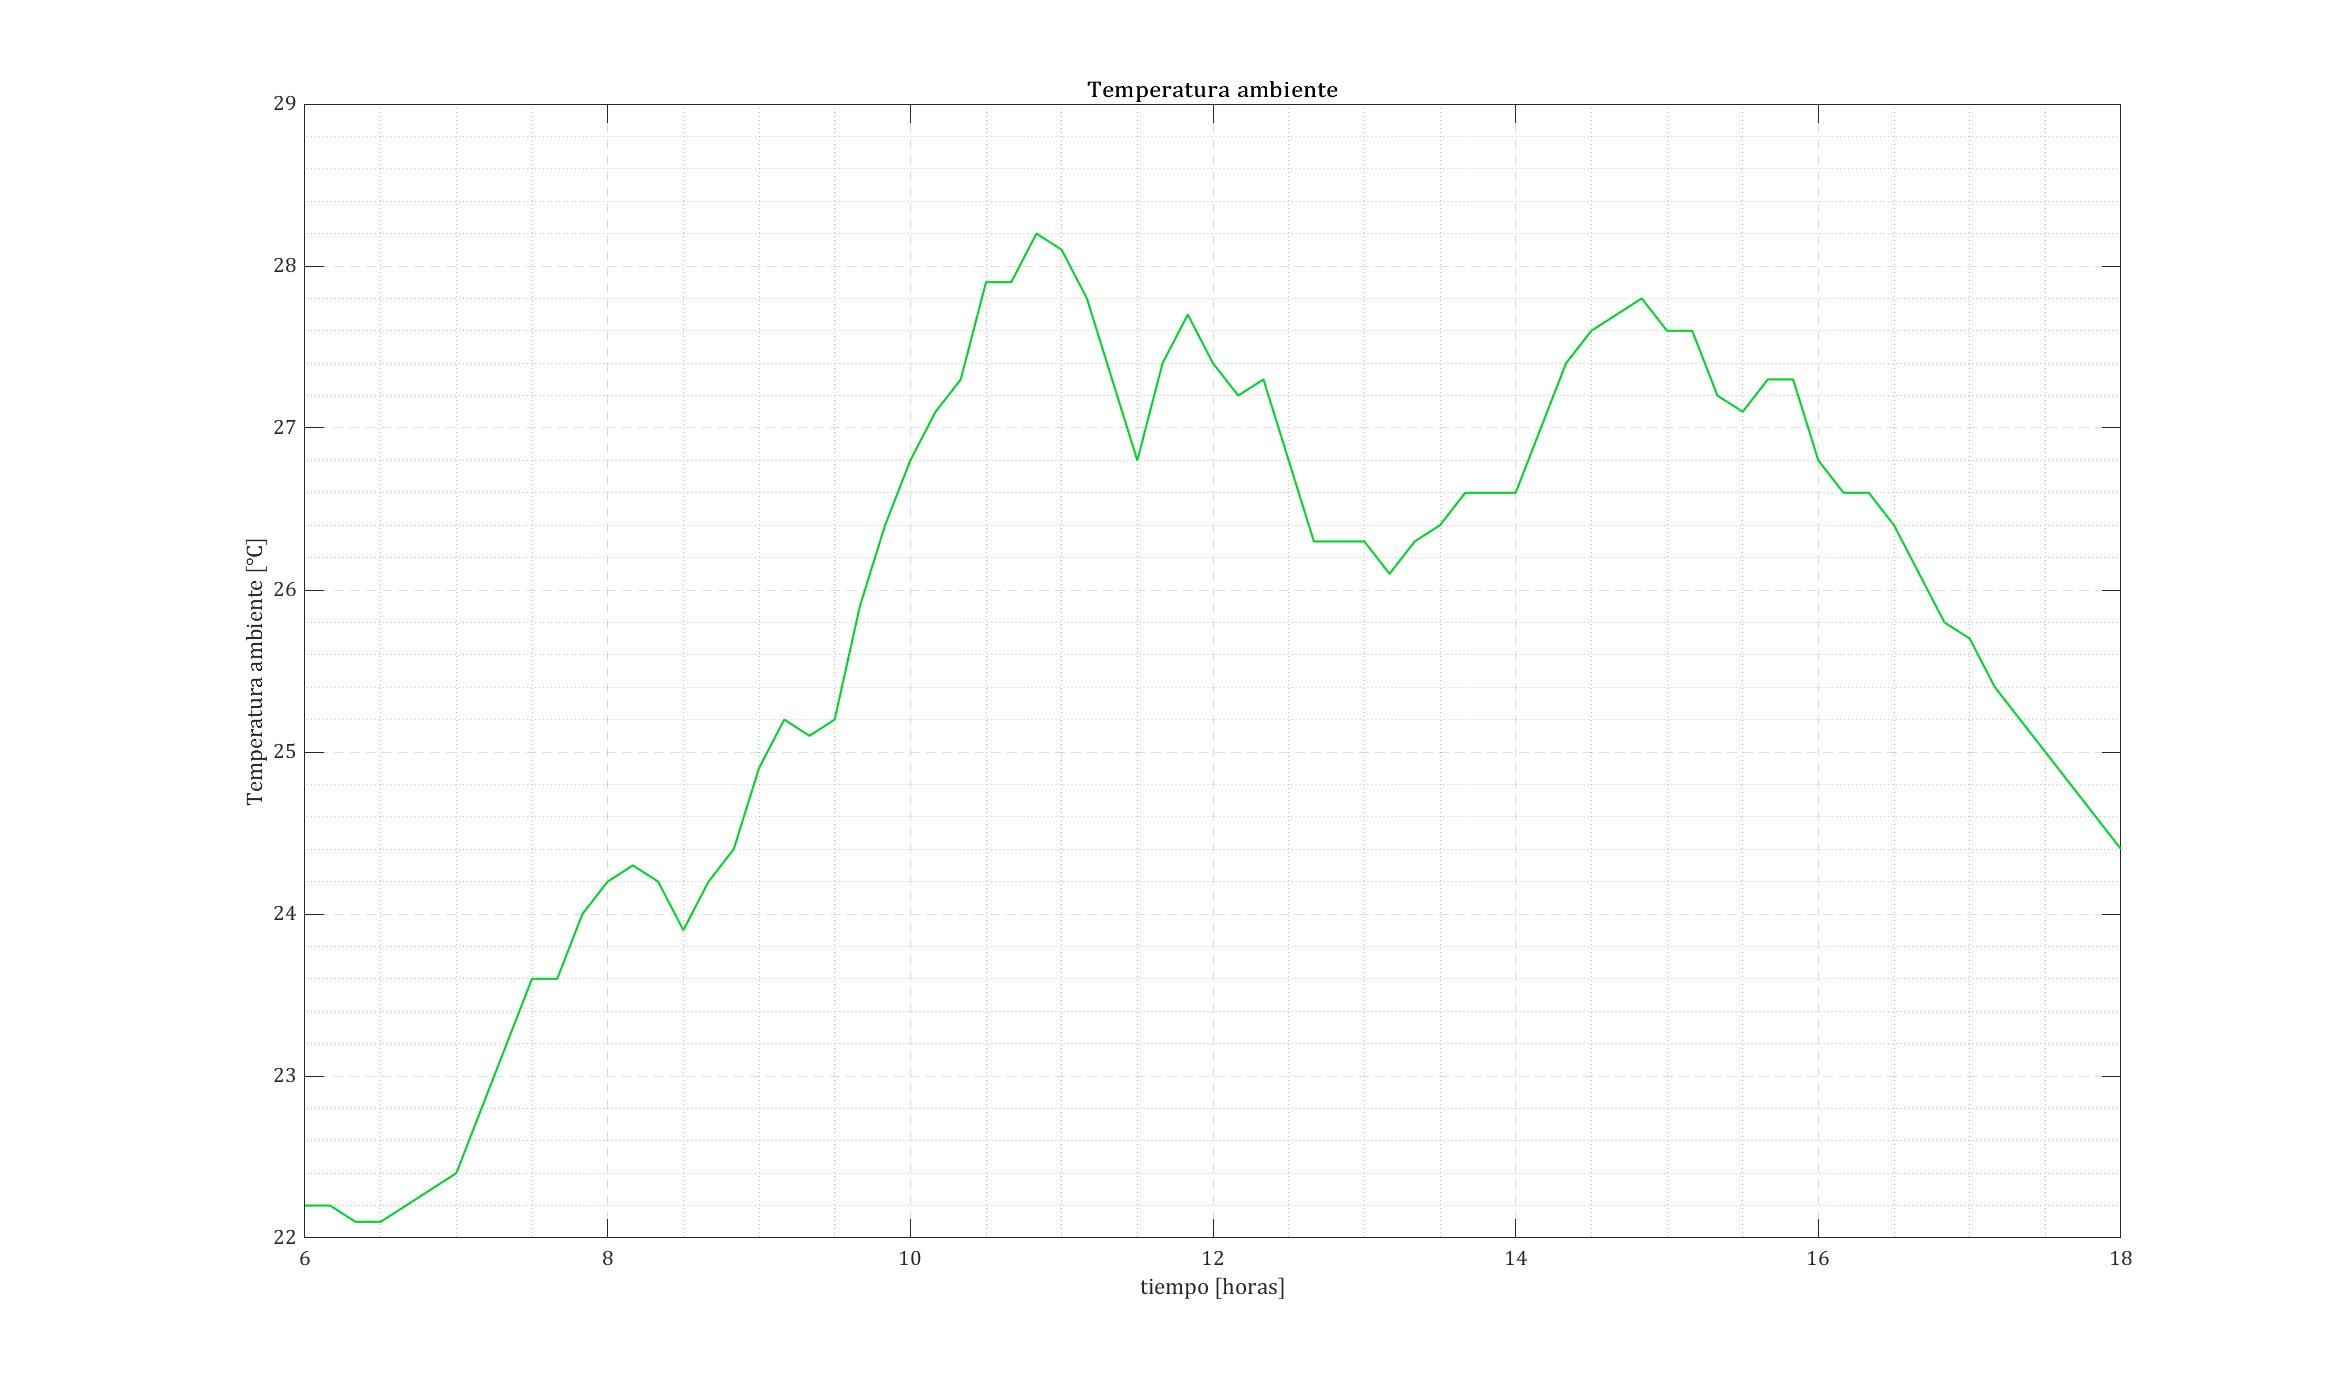 Temperatura ambiente
29
28
27
26
25
24
23
22
Temperatura ambiente [°C]
6 8 10 12 14 16 18
tiempo [horas]